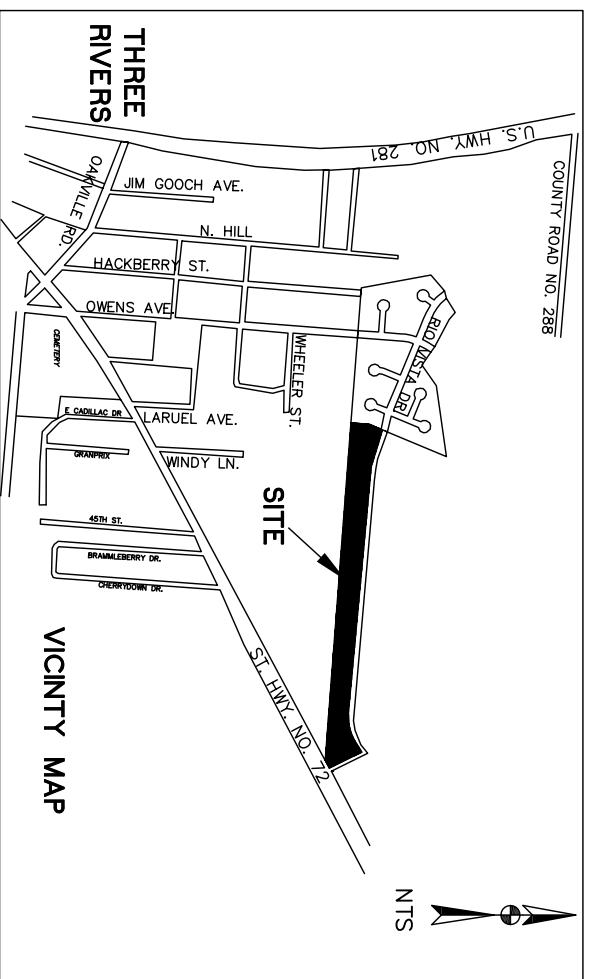 COUNTY ROAD NO. 288
U.S. HWY. NO. 281
THREE
RIVERS
OAKVILLE RD.
JIM GOOCH AVE.
N. HILL
HACKBERRY ST.
OWENS AVE.
CEMETERY
WHEELER ST.
RIO VISTA DR.
E CADILLAC DR
LARUEL AVE.
GRANPRIX
WINDY LN.
SITE
45TH ST.
BRAMMLEBERRY DR.
CHERRYDOWN DR.
ST. HWY. NO. 72
VICINTY MAP
NTS